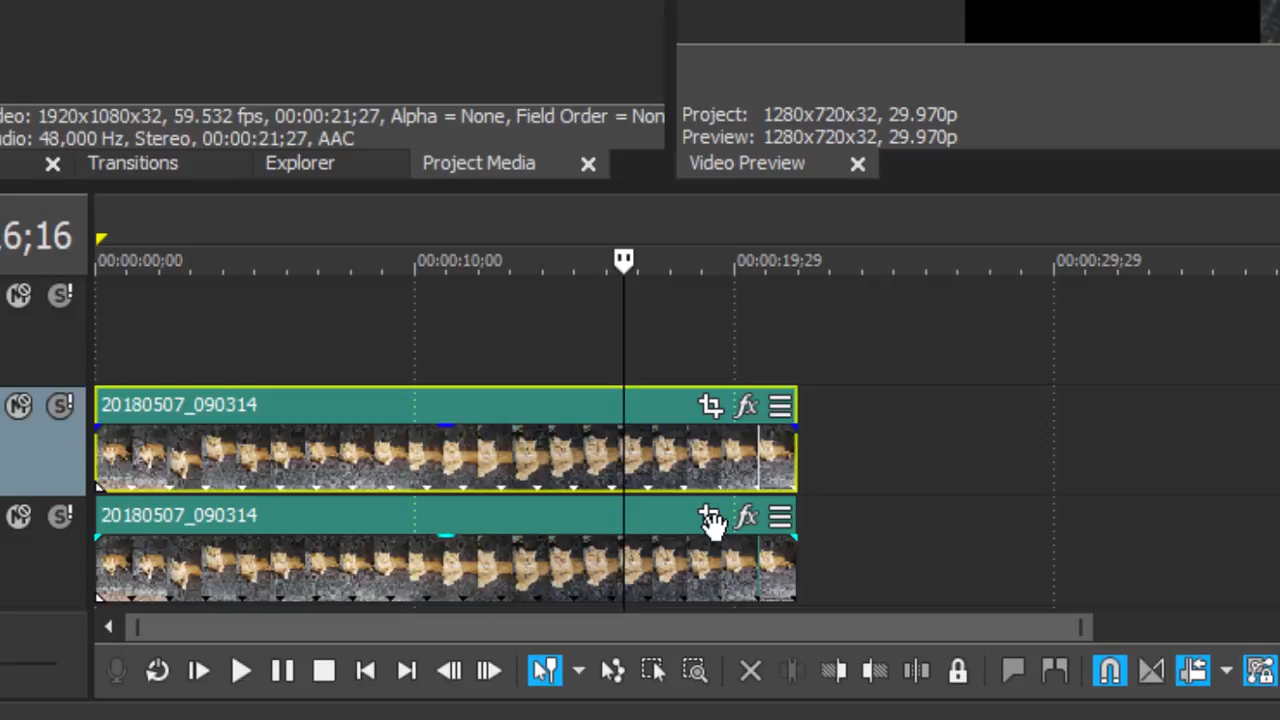 deo: 1920x1080x32, 59.532 fps, 00:00:21;27, Alpha = None, Field Order = Non
udio: 48,000 Hz, Stereo, 00:00:21;27, AAC
Project: 1280x720x32, 29.970p
Preview: 1280x720x32, 29.970p
Transitions Explorer Project Media Video Preview
6;16
00:00:00;00 00:00:10;00 00:00:19;29 00:00:29;29
20180507_090314 fx
20180507_090314 fx